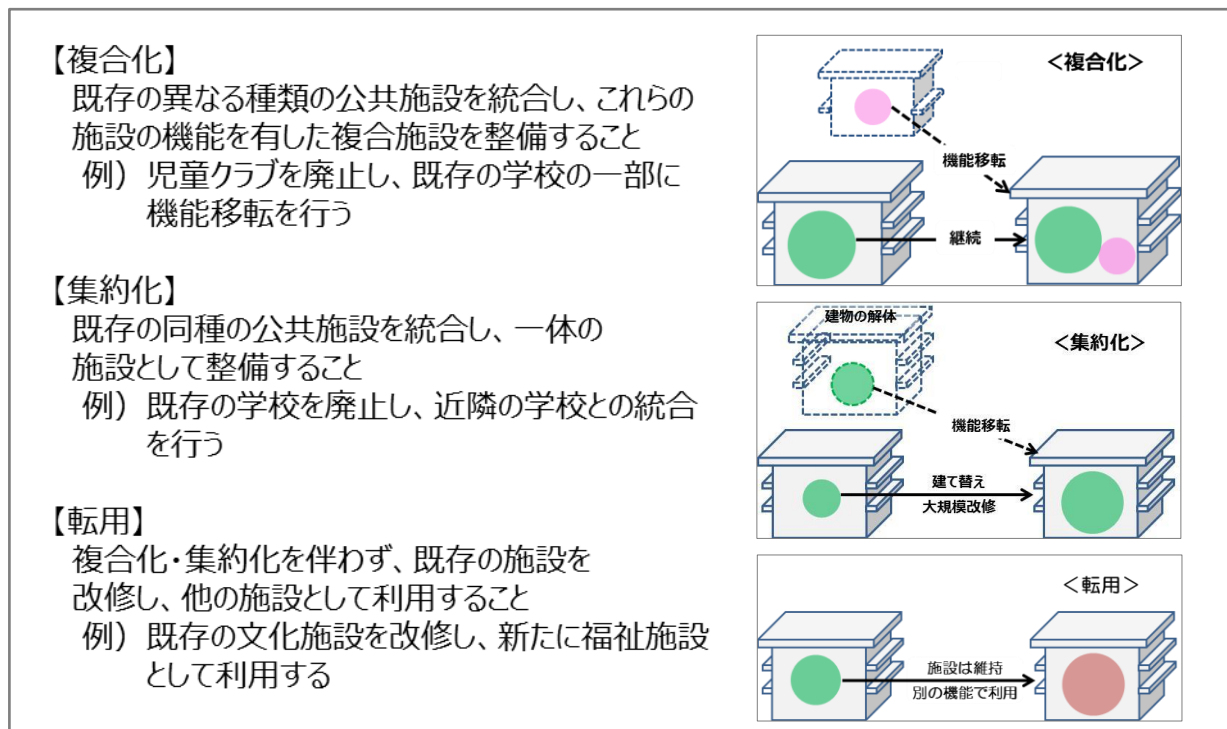 【複合化】
既存の異なる種類の公共施設を統合し、これらの
施設の機能を有した複合施設を整備すること
例）児童クラブを廃止し、既存の学校の一部に
機能移転を行う
<複合化>
機能移転
継続
【集約化】
既存の同種の公共施設を統合し、一体の
施設として整備すること
例）既存の学校を廃止し、近隣の学校との統合
を行う
建物の解体
<集約化>
機能移転
建て替え
大規模改修
【転用】
複合化・集約化を伴わず、既存の施設を
改修し、他の施設として利用すること
例）既存の文化施設を改修し、新たに福祉施設
として利用する
＜転用＞
施設は維持
別の機能で利用